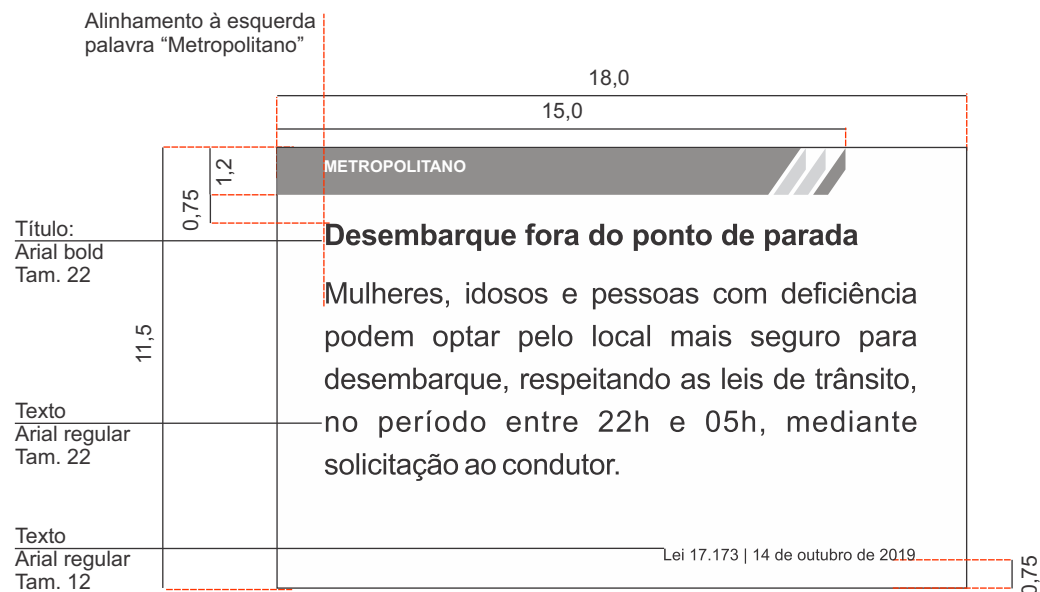 Alinhamento à esquerda
palavra “Metropolitano”
18,0
15,0
1,2
0,75
METROPOLITANO
Título:
Arial bold
Tam. 22
Desembarque fora do ponto de parada
Mulheres, idosos e pessoas com deficiência
podem optar pelo local mais seguro para
desembarque, respeitando as leis de trânsito,
no período entre 22h e 05h, mediante
solicitação ao condutor.
11,5
Texto
Arial regular
Tam. 22
Texto
Arial regular
Tam. 12
Lei 17.173 | 14 de outubro de 2019
0,75